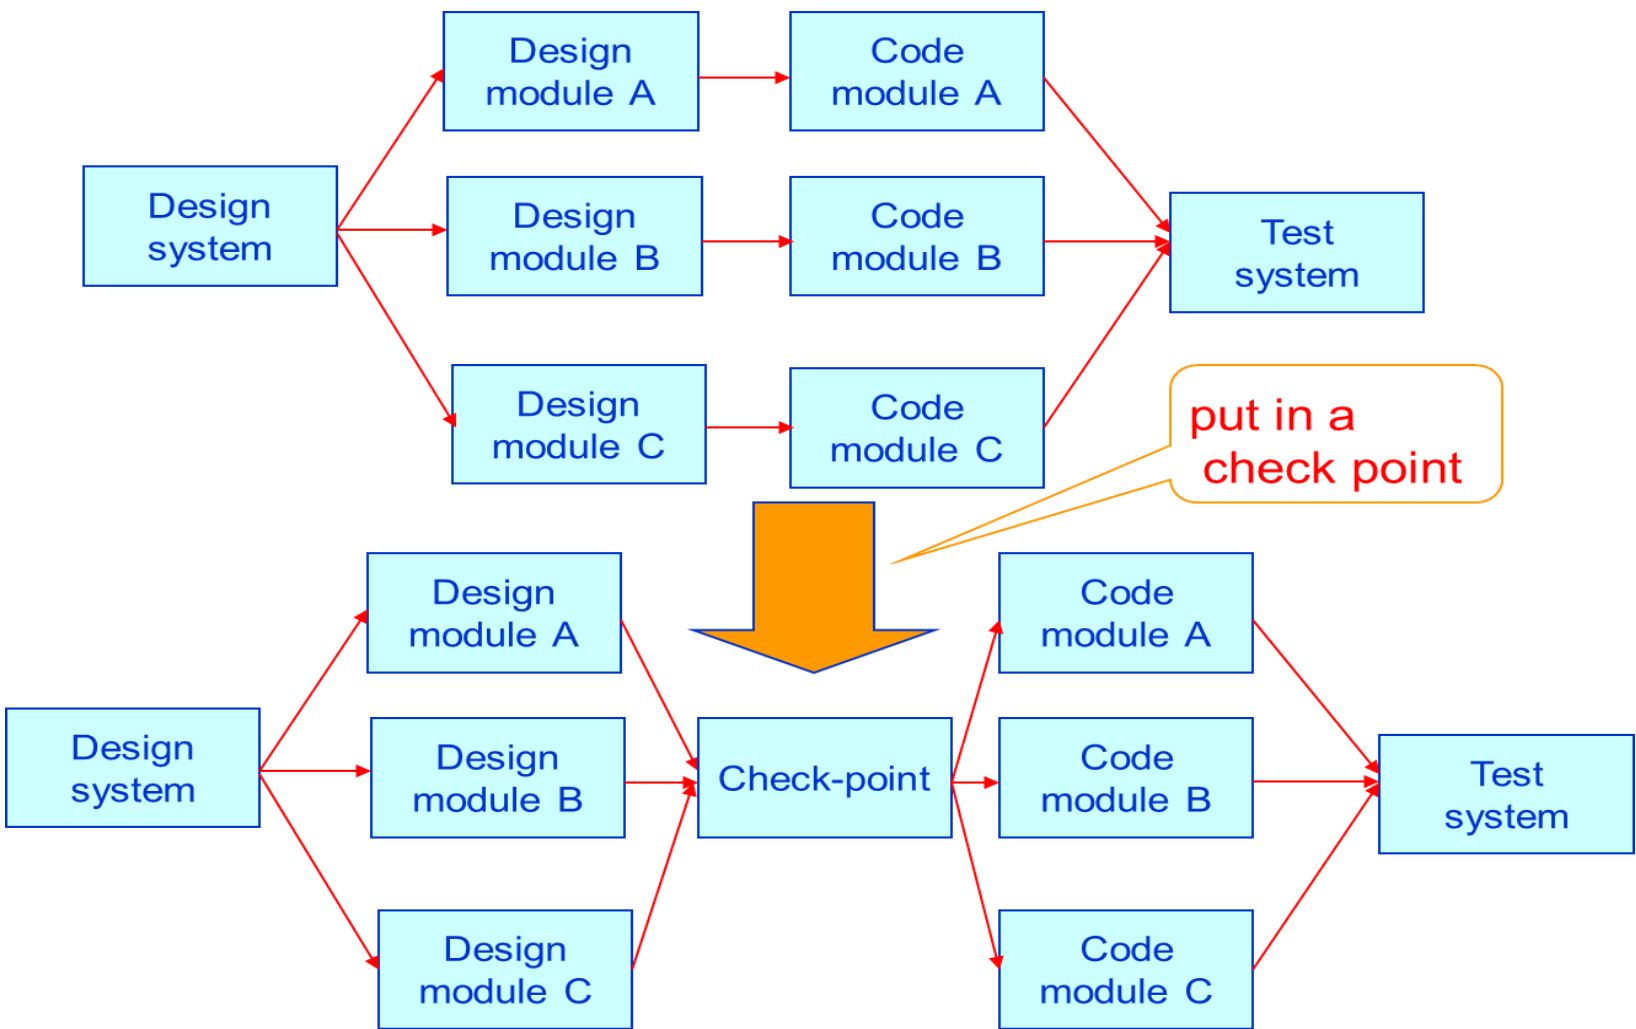 Design
module A
Code
module A
Design
system
Design
module B
Code
module B
Test
system
Design
module C
Code
module C
put in a
check point
Design
module A
Code
module A
Design
system
Design
module B
Check-point
Code
module B
Test
system
Design
module C
Code
module C